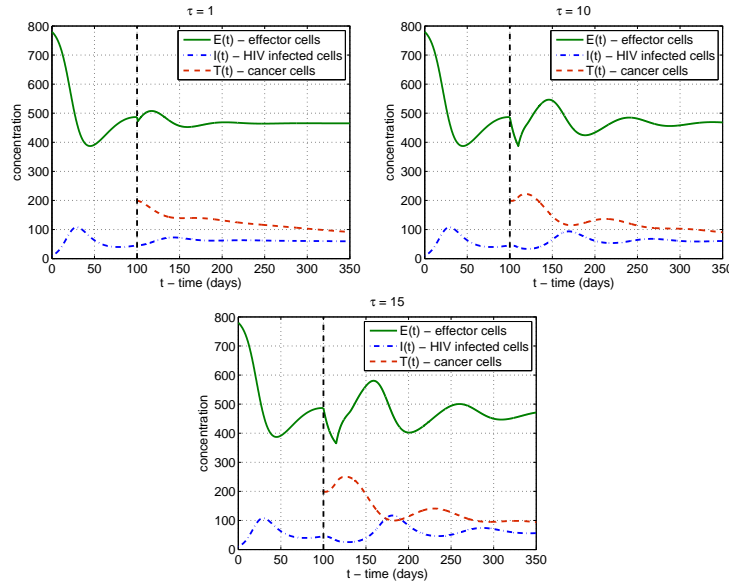 τ = 1
800
700
600
500
400
300
200
100
0
concentration
0 50 100 150 200 250 300 350
t − time (days)
E(t) − effector cells
I(t) − HIV infected cells
T(t) − cancer cells
τ = 10
800
700
600
500
400
300
200
100
0
concentration
0 50 100 150 200 250 300 350
t − time (days)
E(t) − effector cells
I(t) − HIV infected cells
T(t) − cancer cells
τ = 15
800
700
600
500
400
300
200
100
0
concentration
0 50 100 150 200 250 300 350
t − time (days)
E(t) − effector cells
I(t) − HIV infected cells
T(t) − cancer cells